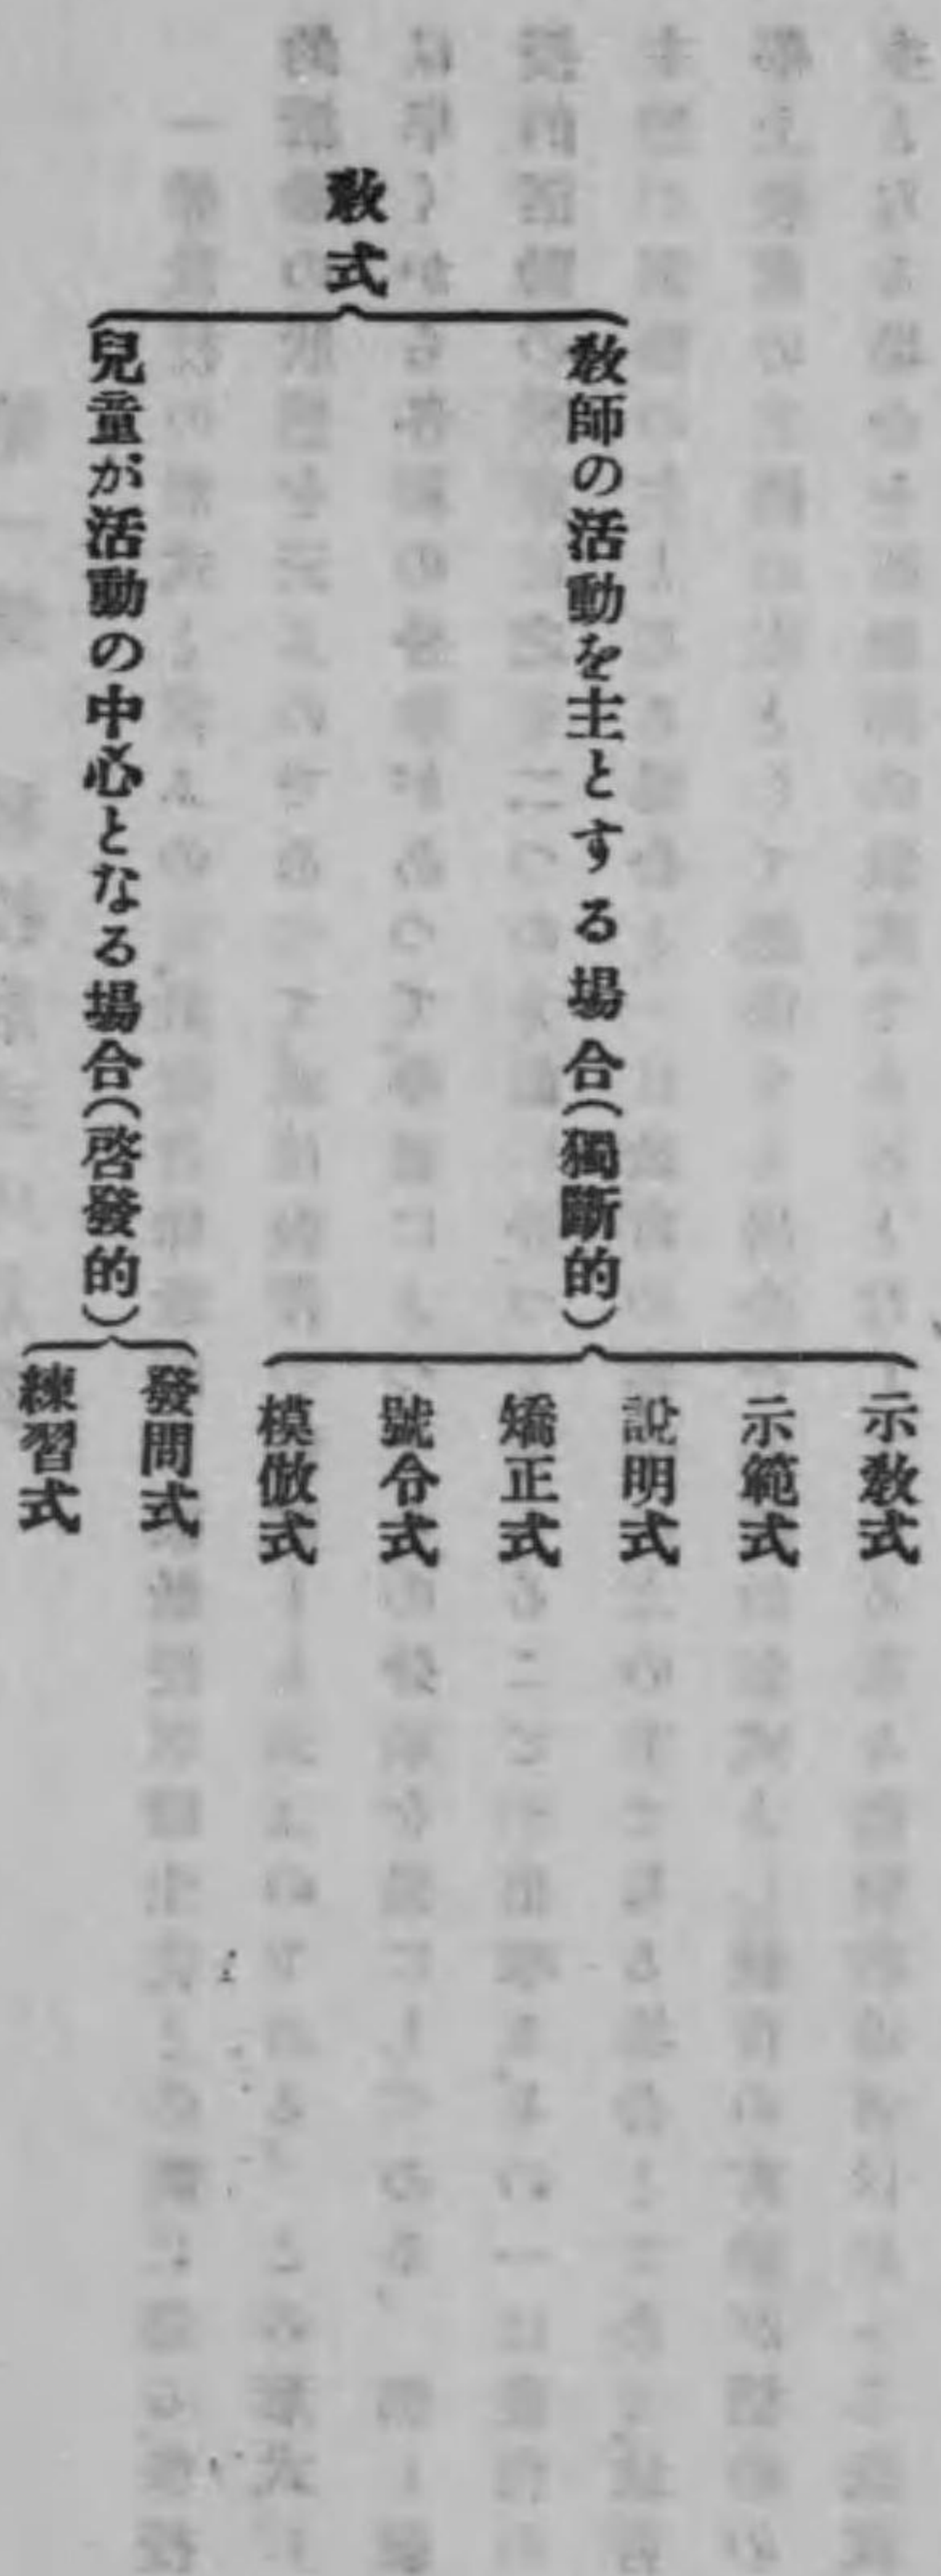 敎式
敎師の活動を主とする場合(獨斷的)
示敎式
示範式
說明式
矯正式
號令式
模倣式
兒童が活動の中心となる場合(啓發的)
發問式
練習式